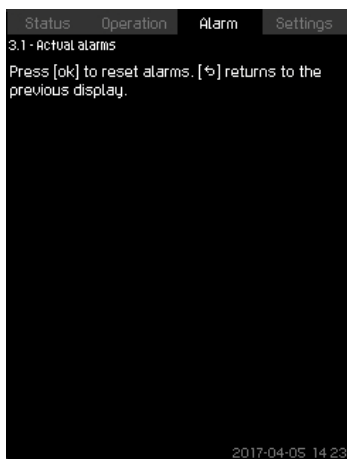 Status Operation Alarm Settings
3.1 - Actual alarms
Press [ok] to reset alarms. [↶] returns to the
previous display.
2017-04-05 14:23